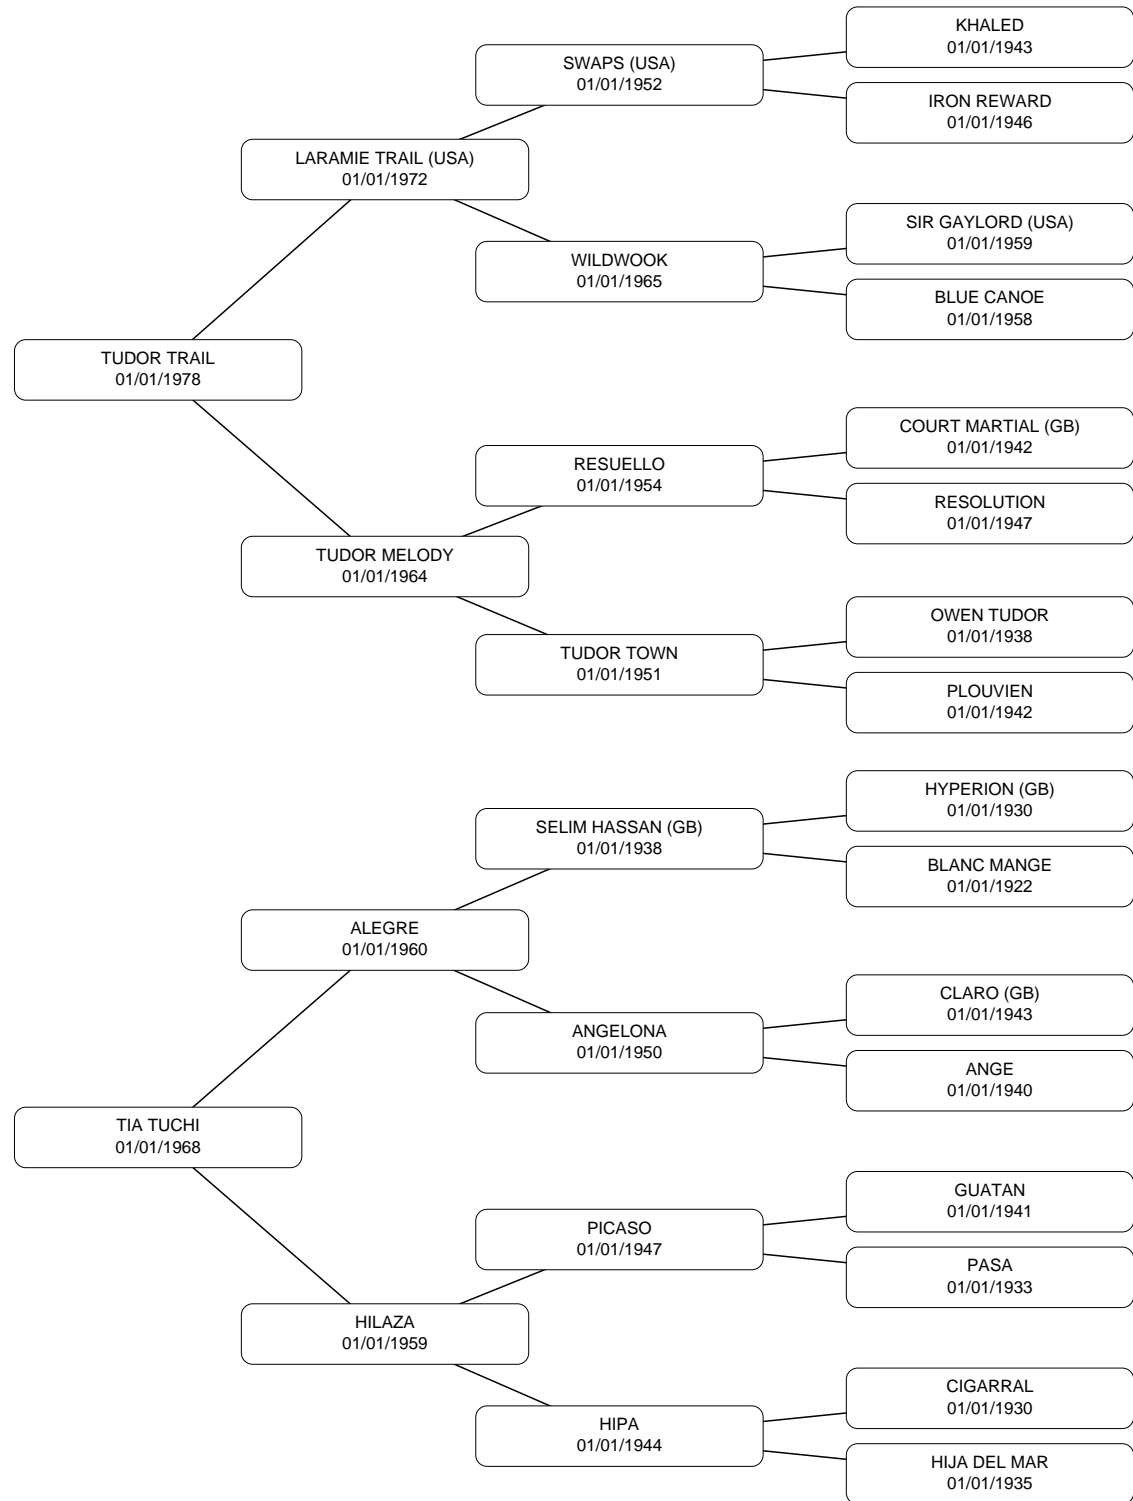 KHALED
01/01/1943
SWAPS (USA)
01/01/1952
IRON REWARD
01/01/1946
LARAMIE TRAIL (USA)
01/01/1972
SIR GAYLORD (USA)
01/01/1959
WILDWOOK
01/01/1965
BLUE CANOE
01/01/1958
TUDOR TRAIL
01/01/1978
COURT MARTIAL (GB)
01/01/1942
RESUELLO
01/01/1954
RESOLUTION
01/01/1947
TUDOR MELODY
01/01/1964
OWEN TUDOR
01/01/1938
TUDOR TOWN
01/01/1951
PLOUVIEN
01/01/1942
HYPERION (GB)
01/01/1930
SELIM HASSAN (GB)
01/01/1938
BLANC MANGE
01/01/1922
ALEGRE
01/01/1960
CLARO (GB)
01/01/1943
ANGELONA
01/01/1950
ANGE
01/01/1940
TIA TUCHI
01/01/1968
GUATAN
01/01/1941
PICASO
01/01/1947
PASA
01/01/1933
HILAZA
01/01/1959
CIGARRAL
01/01/1930
HIPA
01/01/1944
HIJA DEL MAR
01/01/1935